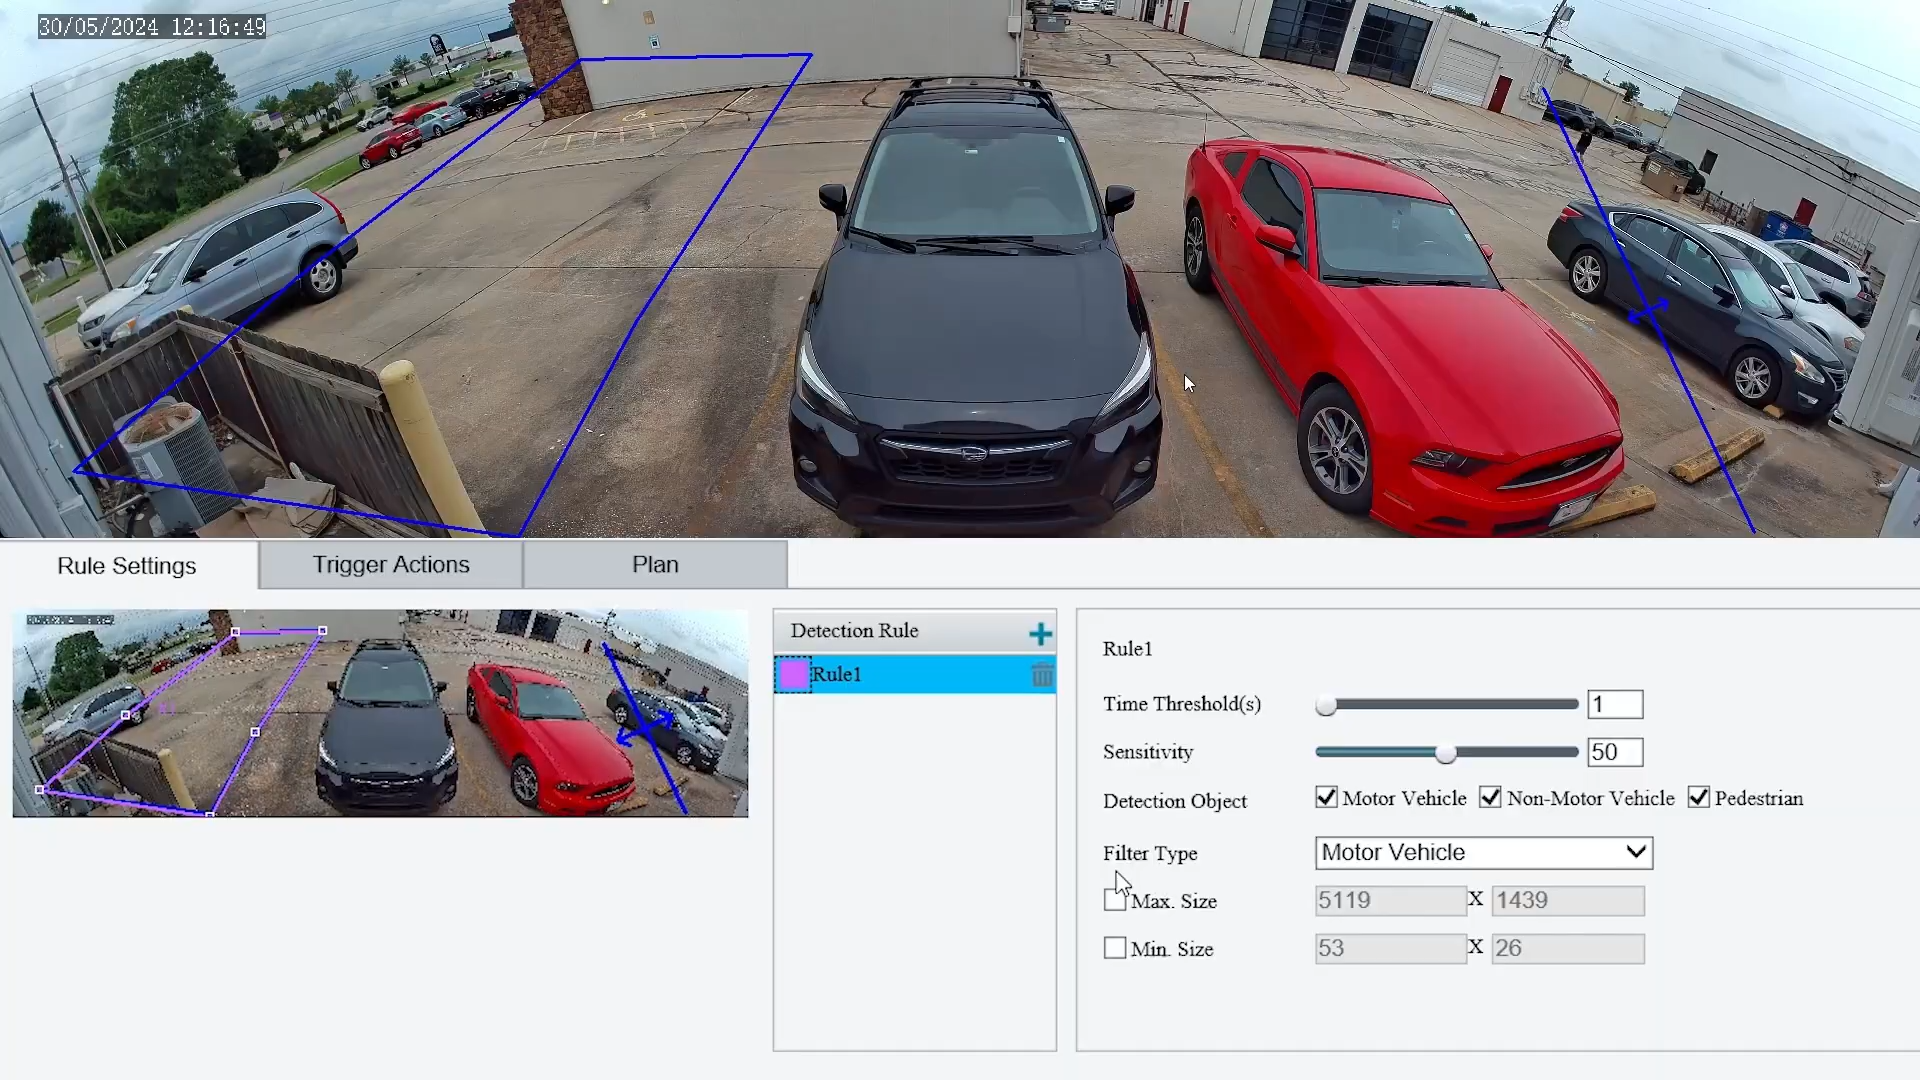 30/05/2024 12:16:49
Rule Settings
Trigger Actions
Plan
Detection Rule
Rule1
Rule1
Time Threshold(s)
1
Sensitivity
50
Detection Object
Motor Vehicle
Non-Motor Vehicle
Pedestrian
Filter Type
Motor Vehicle
Max. Size
5119 X 1439
Min. Size
53 X 26